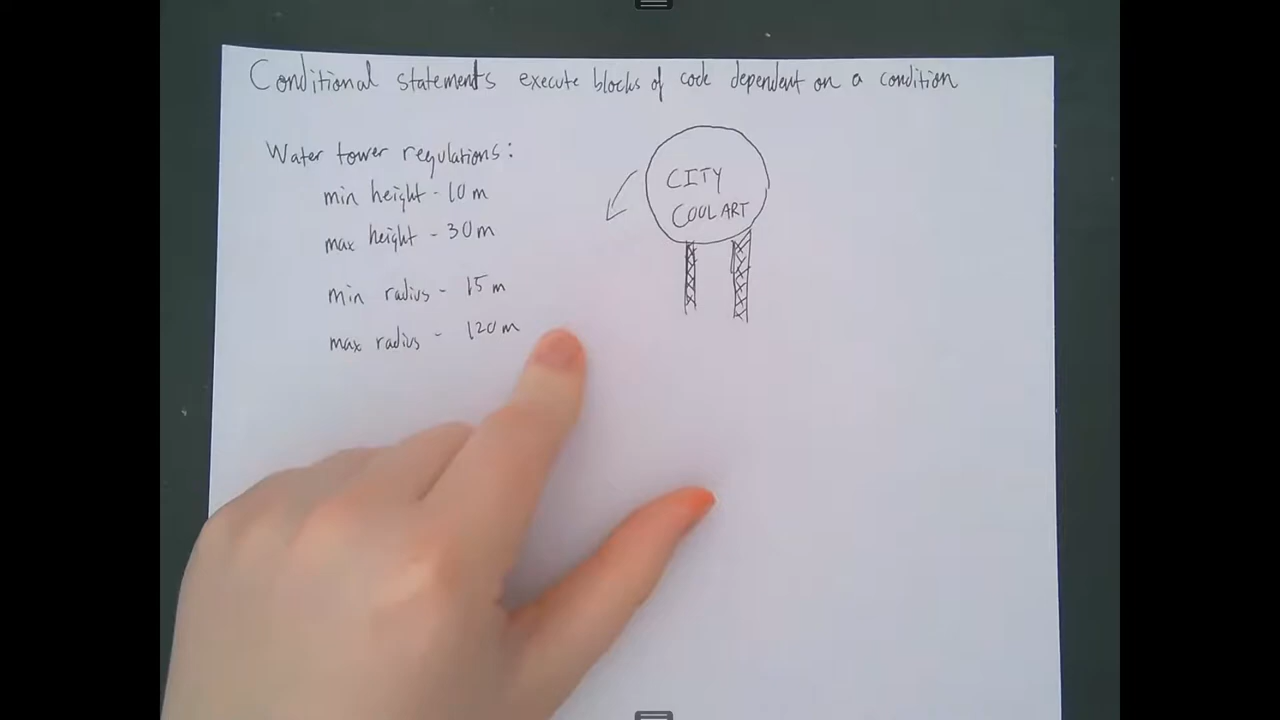 Conditional statements execute blocks of code dependent on a condition
Water tower regulations:
min height - 10 m
max height - 30 m
min radius - 15 m
max radius - 120 m
CITY
COOL ART